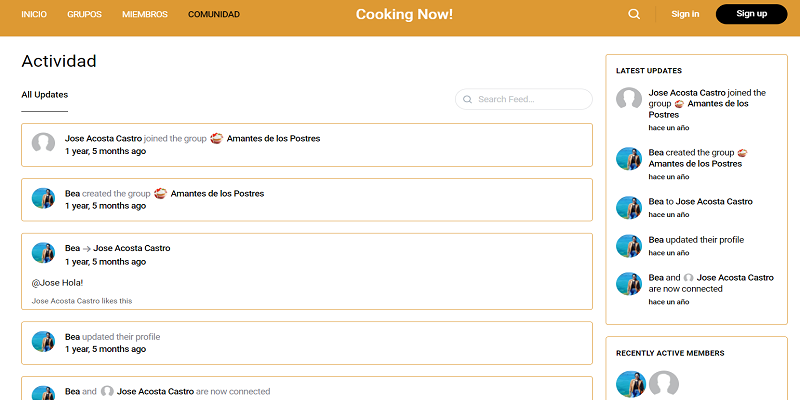 INICIO GRUPOS MIEMBROS COMUNIDAD Cooking Now! Sign in Sign up
Actividad
All Updates
Search Feed...
Jose Acosta Castro joined the group Amantes de los Postres
1 year, 5 months ago
Bea created the group Amantes de los Postres
1 year, 5 months ago
Bea → Jose Acosta Castro
1 year, 5 months ago
@Jose Hola!
Jose Acosta Castro likes this
Bea updated their profile
1 year, 5 months ago
Bea and Jose Acosta Castro are now connected
LATEST UPDATES
Jose Acosta Castro joined the
group Amantes de los
Postres
hace un año
Bea created the group
Amantes de los Postres
hace un año
Bea to Jose Acosta Castro
hace un año
Bea updated their profile
hace un año
Bea and Jose Acosta Castro
are now connected
hace un año
RECENTLY ACTIVE MEMBERS